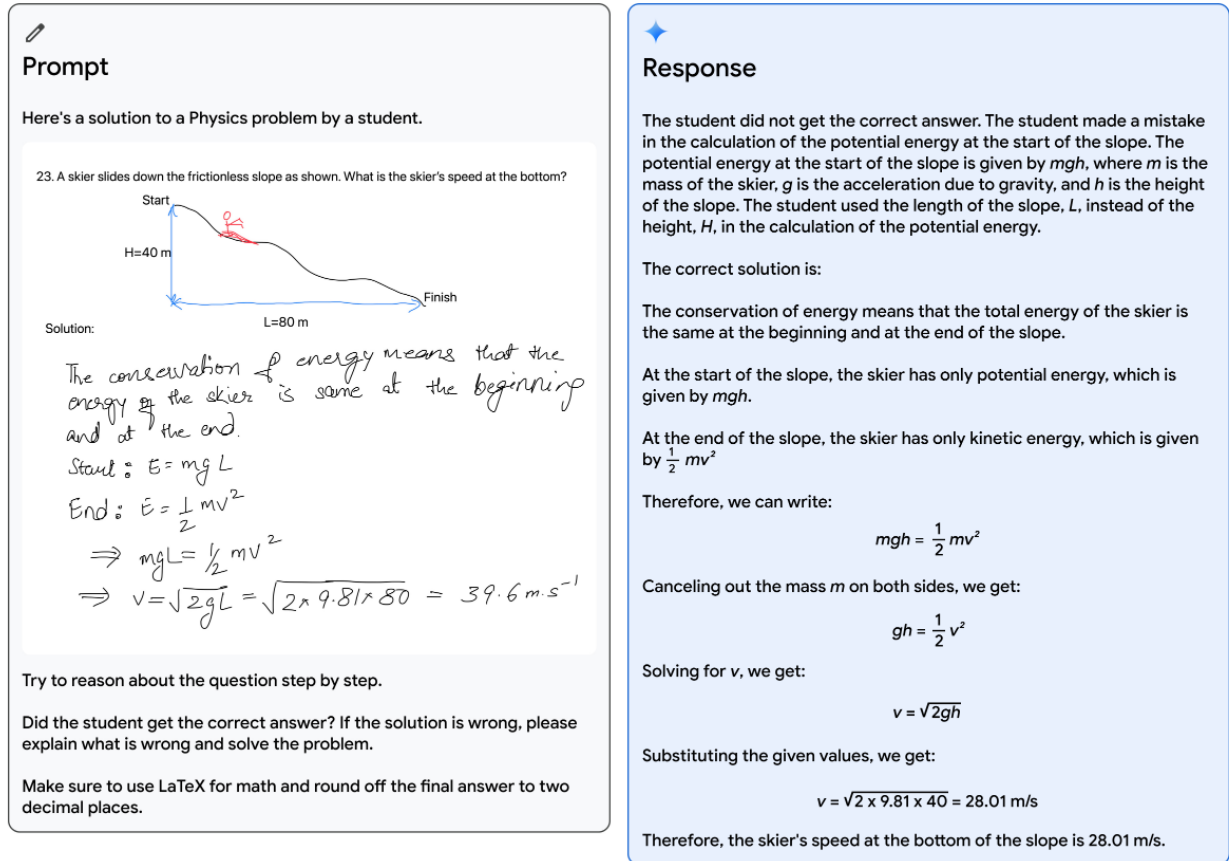 Prompt
Here's a solution to a Physics problem by a student.
23. A skier slides down the frictionless slope as shown. What is the skier's speed at the bottom?
Start
H=40 m
Finish
L=80 m
Solution:
The conservation of energy means that the
energy of the skier is same at the beginning
and at the end.
Start : E = mg L
End : E = 1/2 mv²
⇒ mgL = 1/2 mv²
⇒ v = √2gL = √2 × 9.81 × 80 = 39.6 m.s⁻¹
Try to reason about the question step by step.
Did the student get the correct answer? If the solution is wrong, please
explain what is wrong and solve the problem.
Make sure to use LaTeX for math and round off the final answer to two
decimal places.
Response
The student did not get the correct answer. The student made a mistake
in the calculation of the potential energy at the start of the slope. The
potential energy at the start of the slope is given by mgh, where m is the
mass of the skier, g is the acceleration due to gravity, and h is the height
of the slope. The student used the length of the slope, L, instead of the
height, H, in the calculation of the potential energy.
The correct solution is:
The conservation of energy means that the total energy of the skier is
the same at the beginning and at the end of the slope.
At the start of the slope, the skier has only potential energy, which is
given by mgh.
At the end of the slope, the skier has only kinetic energy, which is given
by 1/2 mv²
Therefore, we can write:
mgh = 1/2 mv²
Canceling out the mass m on both sides, we get:
gh = 1/2 v²
Solving for v, we get:
v = √2gh
Substituting the given values, we get:
v = √2 x 9.81 x 40 = 28.01 m/s
Therefore, the skier's speed at the bottom of the slope is 28.01 m/s.